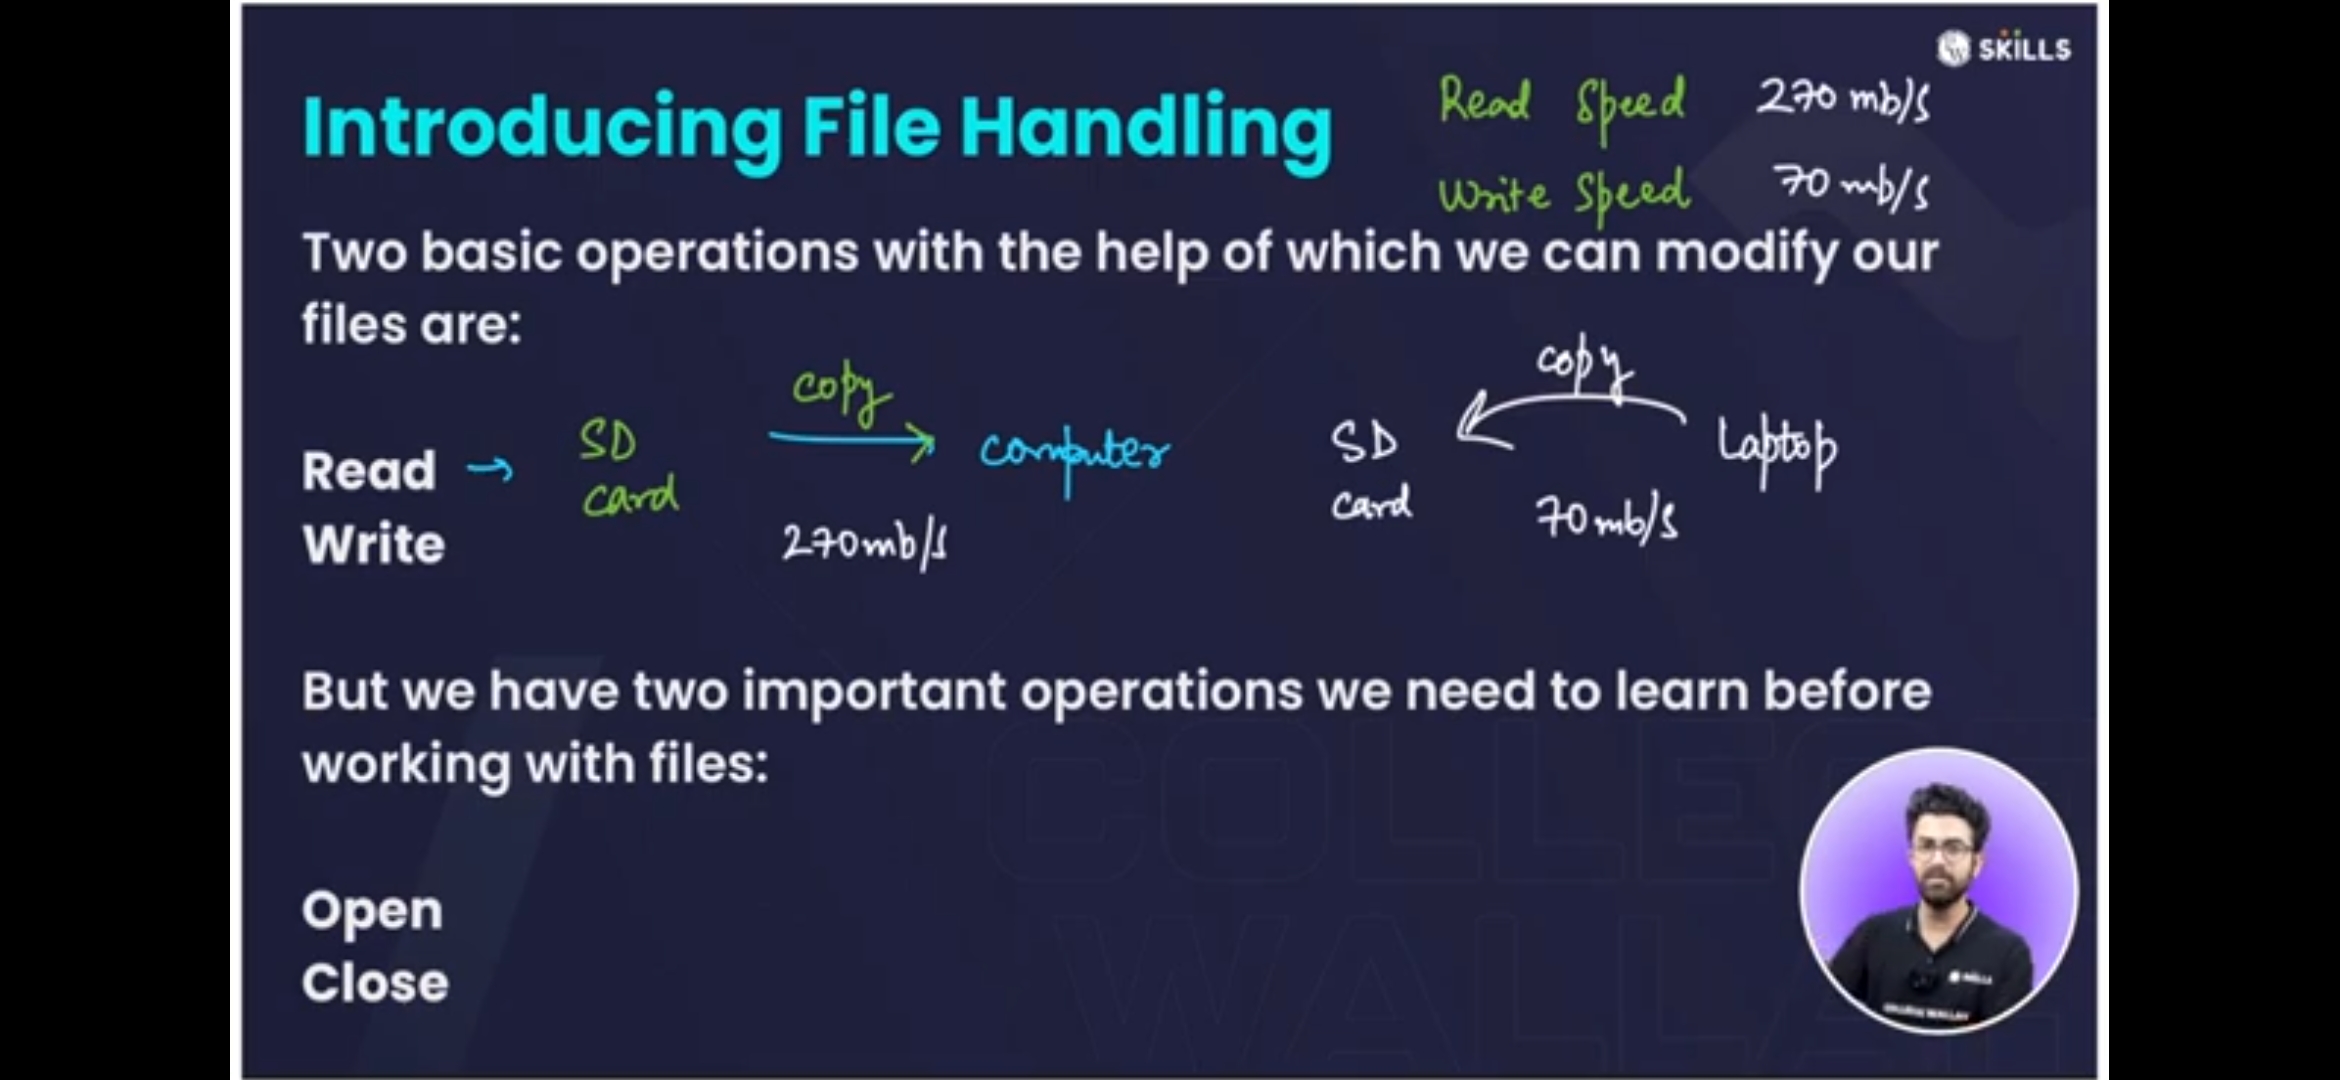 SKILLS
Introducing File Handling
Read Speed 270 mb/s
Write Speed 70 mb/s
Two basic operations with the help of which we can modify our
files are:
copy
copy
Read → SD card computer
270mb/s
SD card Laptop
70mb/s
Write
But we have two important operations we need to learn before
working with files:
Open
Close
COLLEGE
WALLAH